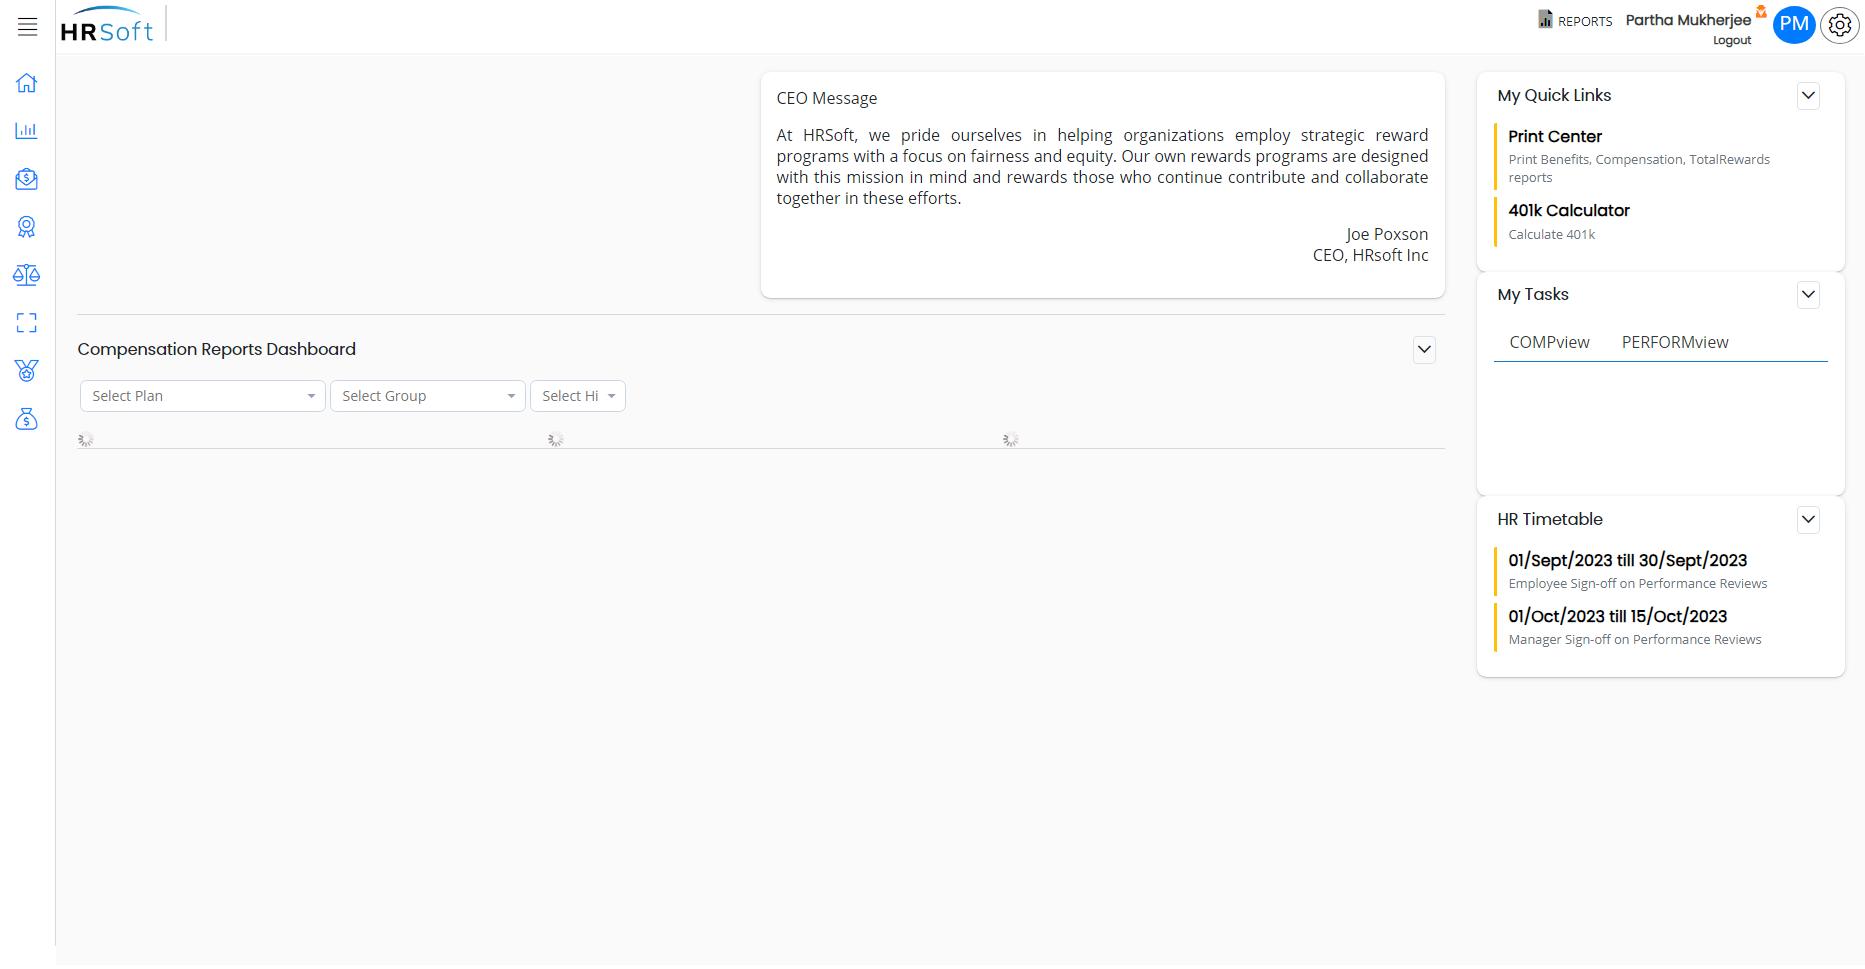 HRSoft
REPORTS
Partha Mukherjee
Logout
PM
CEO Message
At HRSoft, we pride ourselves in helping organizations employ strategic reward
programs with a focus on fairness and equity. Our own rewards programs are designed
with this mission in mind and rewards those who continue contribute and collaborate
together in these efforts.
Joe Poxson
CEO, HRsoft Inc
Compensation Reports Dashboard
Select Plan
Select Group
Select Hi
My Quick Links
Print Center
Print Benefits, Compensation, TotalRewards
reports
401k Calculator
Calculate 401k
My Tasks
COMPview
PERFORMview
HR Timetable
01/Sept/2023 till 30/Sept/2023
Employee Sign-off on Performance Reviews
01/Oct/2023 till 15/Oct/2023
Manager Sign-off on Performance Reviews